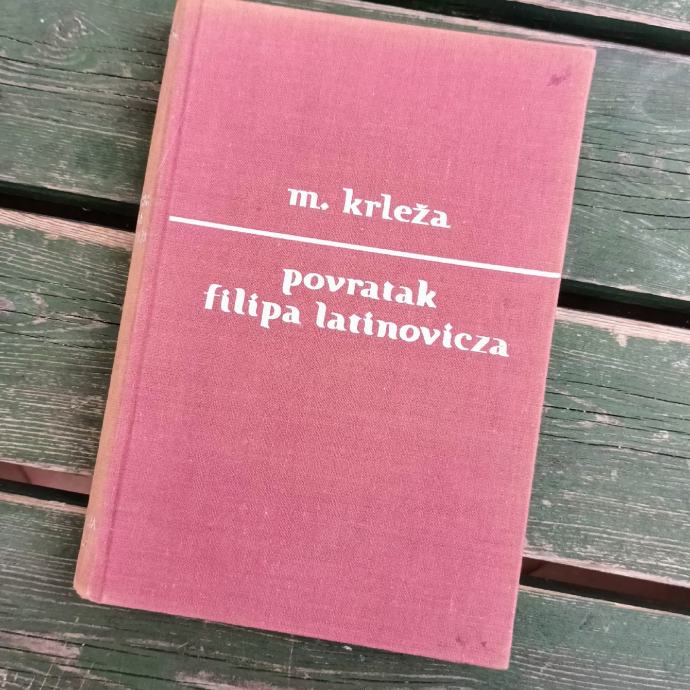 m. krleža
povratak
filipa latinovicza